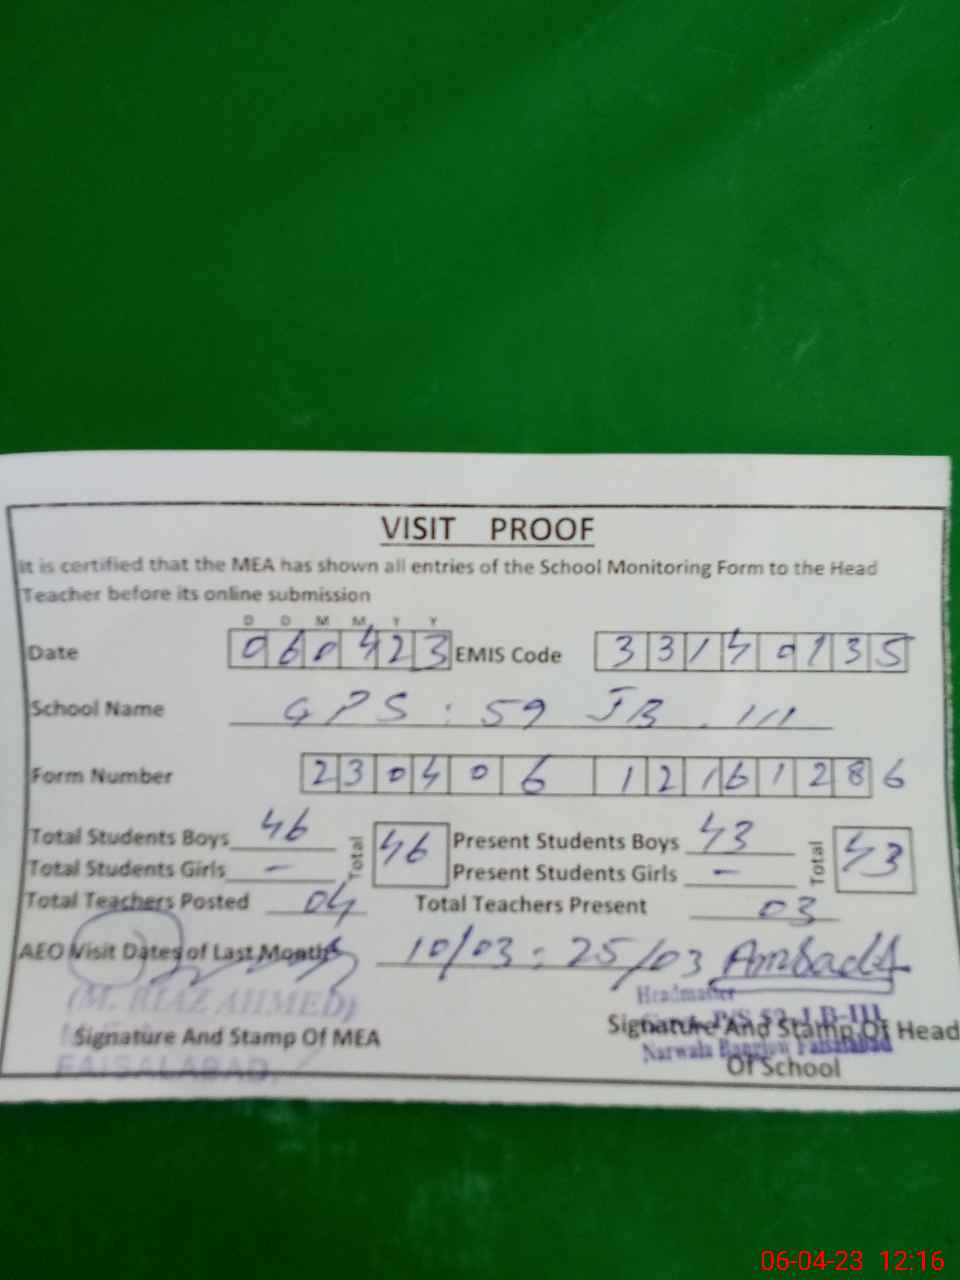 VISIT PROOF
It is certified that the MEA has shown all entries of the School Monitoring Form to the Head
Teacher before its online submission
D D M M Y Y
Date 060423 EMIS Code 33140135
School Name GPS : 59 JB . III
Form Number 230406 12161286
Total Students Boys 46 Total 46 Present Students Boys 43 Total 43
Total Students Girls - Present Students Girls -
Total Teachers Posted 04 Total Teachers Present 03
AEO Visit Dates of Last Month 10/03 : 25/03
(M. RIAZ AHMED) Headmaster
Signature And Stamp Of MEA Signature And Stamp Of Head
FAISALABAD. Narwala Faisalabad
Of School
06-04-23 12:16